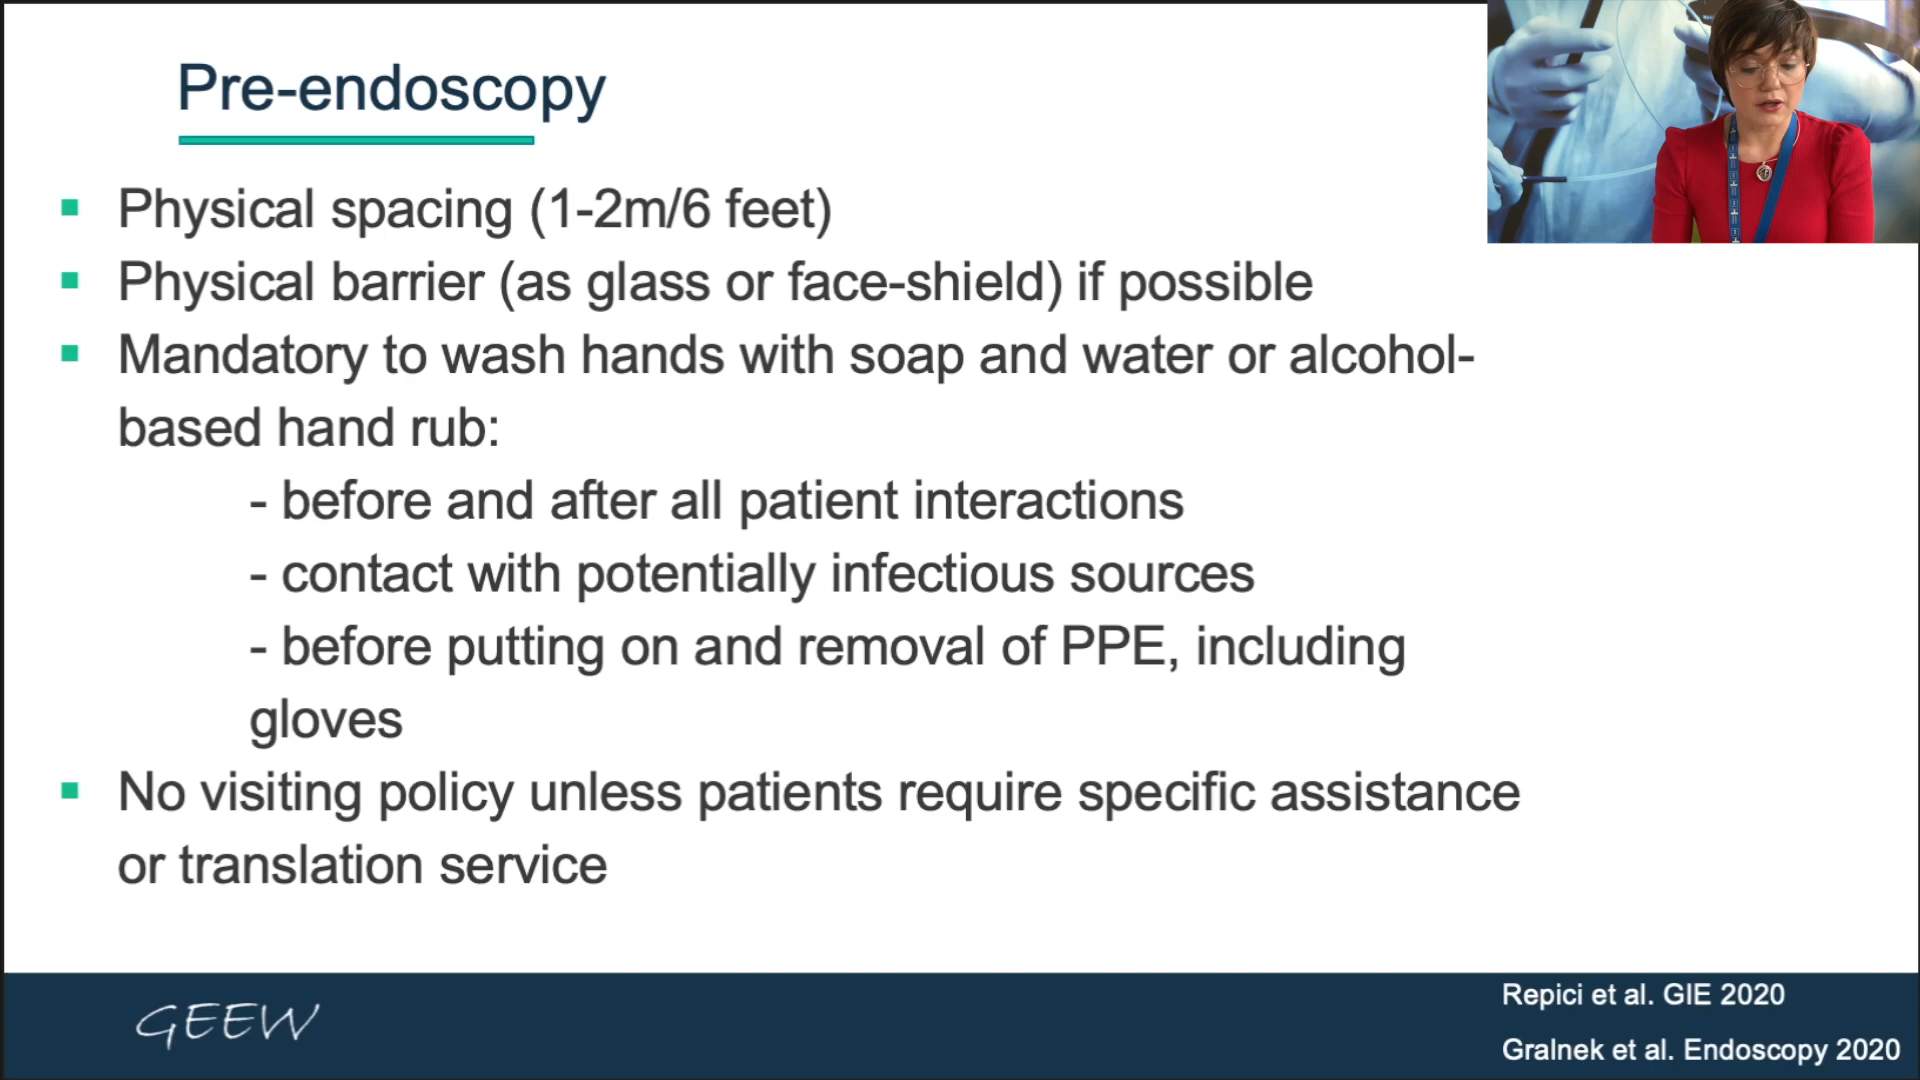 Pre-endoscopy
▪ Physical spacing (1-2m/6 feet)
▪ Physical barrier (as glass or face-shield) if possible
▪ Mandatory to wash hands with soap and water or alcohol-
based hand rub:
- before and after all patient interactions
- contact with potentially infectious sources
- before putting on and removal of PPE, including
gloves
▪ No visiting policy unless patients require specific assistance
or translation service
GEEW
Repici et al. GIE 2020
Gralnek et al. Endoscopy 2020